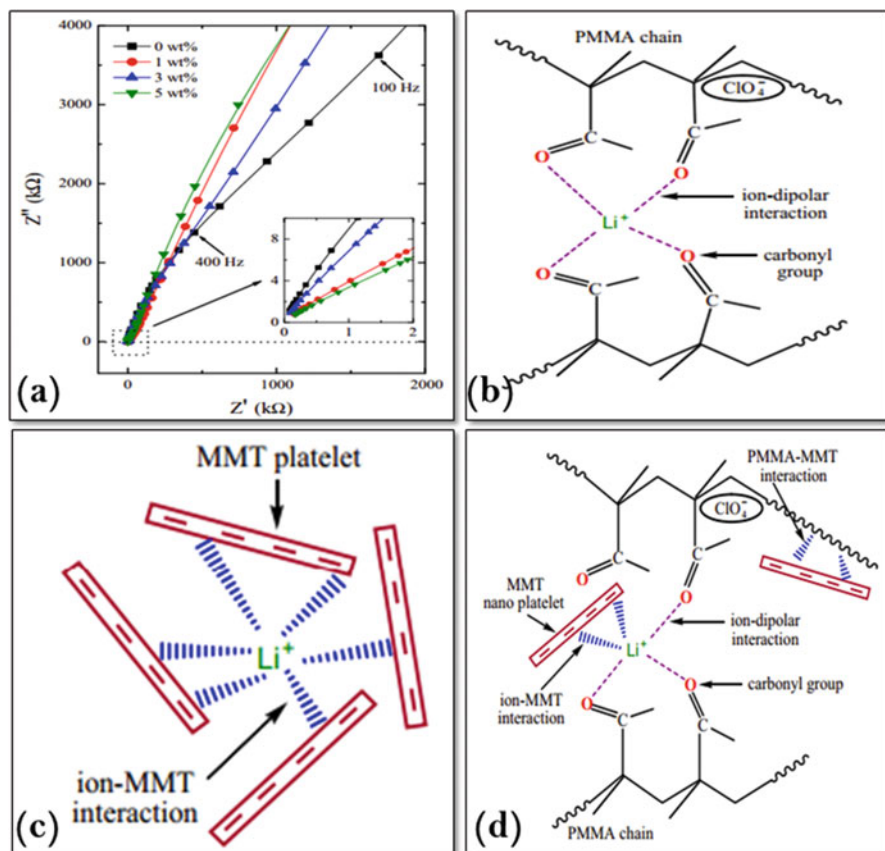 4000
3000
2000
1000
0
Z'' (kΩ)
0 wt%
1 wt%
3 wt%
5 wt%
100 Hz
400 Hz
8
4
0
0 1 2
0 1000 2000
Z' (kΩ)
(a)
PMMA chain
ClO₄⁻
C
C
O
O
ion-dipolar
interaction
Li⁺
carbonyl
group
O
O
C
C
(b)
MMT platelet
Li⁺
ion-MMT
interaction
(c)
PMMA-MMT
interaction
ClO₄⁻
C
C
O
O
MMT
nano platelet
ion-dipolar
interaction
Li⁺
ion-MMT
interaction
carbonyl group
O
O
C
C
PMMA chain
(d)